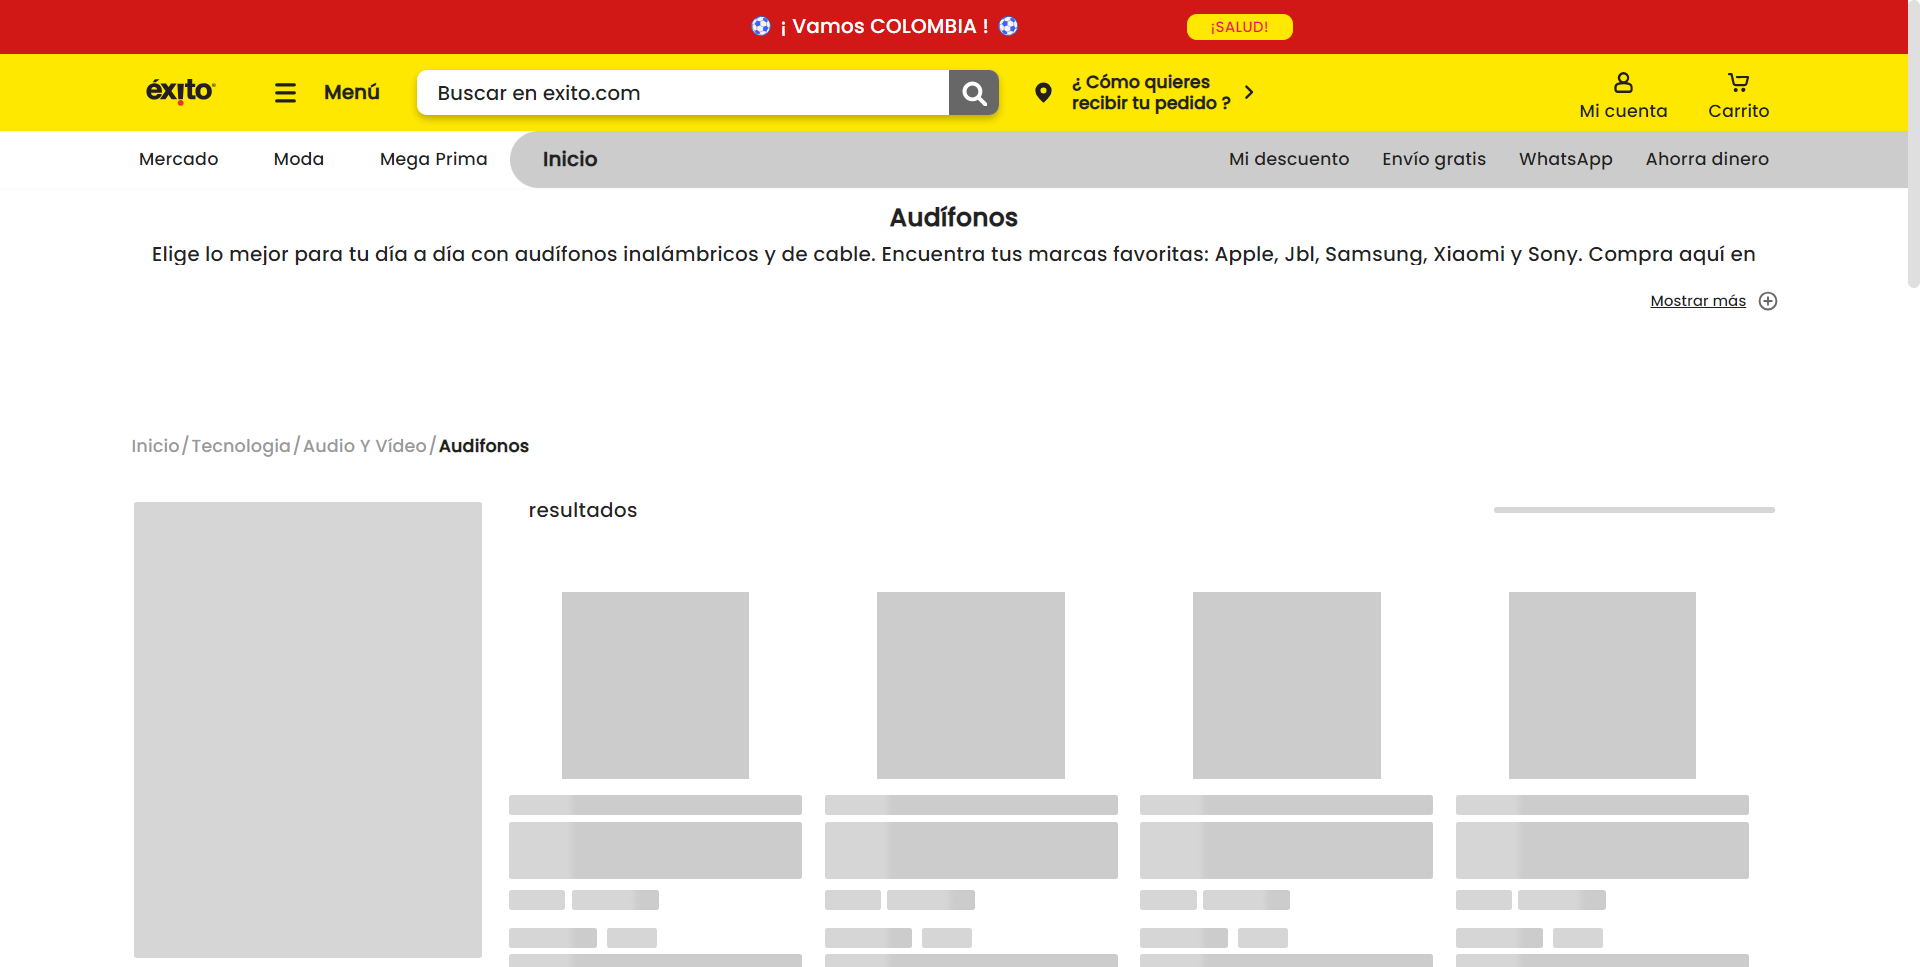 ¡ Vamos COLOMBIA !
¡SALUD!
éxito
Menú
Buscar en exito.com
¿ Cómo quieres
recibir tu pedido ?
Mi cuenta
Carrito
Mercado
Moda
Mega Prima
Inicio
Mi descuento
Envío gratis
WhatsApp
Ahorra dinero
Audífonos
Elige lo mejor para tu día a día con audífonos inalámbricos y de cable. Encuentra tus marcas favoritas: Apple, Jbl, Samsung, Xiaomi y Sony. Compra aquí en
Mostrar más
Inicio/Tecnologia/Audio Y Vídeo/Audifonos
resultados